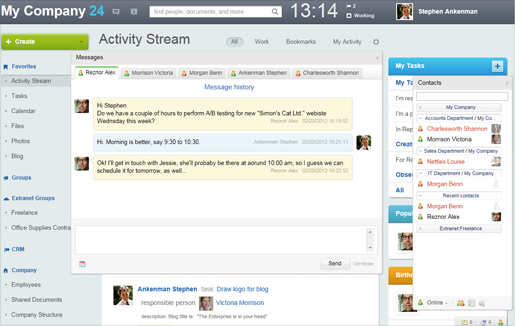 My Company 24
find people, documents, and more
13:14
2
Working
Stephen Ankenman
Create
Activity Stream
All
Work
Bookmarks
My Activity
Favorites
Activity Stream
Tasks
Calendar
Files
Photos
Blog
Groups
Extranet Groups
Freelance
Office Supplies Contra
CRM
Company
Employees
Shared Documents
Company Structure
Messages
Reznor Alex
Morrison Victoria
Morgan Benn
Ankenman Stephen
Charlesworth Shannon
Message history
Hi Stephen
Do we have a couple of hours to perform A/B testing for new "Simon's Cat Ltd." webiste
Wednsday this week?
Reznor Alex 02/20/2012 16:19:52
Hi. Morning is better, say 9:30 to 10:30.
Ankenman Stephen 02/20/2012 16:21:11
Ok! I'll get in touch with Jessie, she'll probaby be there at aorund 10:00 am, so I guess we can
schedule it for tomorrow, as well...
Reznor Alex 02/20/2012 16:22:52
Send
Ctrl+Enter
Ankenman Stephen task: Draw logo for blog
responsible person: Victoria Morrison
description: Blog title is: "The Enterprise is in your head"
My Tasks
My Ta
I'm res
I'm a p
In Rep
Create
For Re
Obser
All
Popu
Birth
Contacts
My Company
Accounts Department / My Co...
Charlesworth Shannon
Morrison Victoria
Sales Department / My Company
Nettles Louise
IT Department / My Company
Morgan Benn
Recent contacts
Morgan Benn
Reznor Alex
Extranet:Freelance
Online